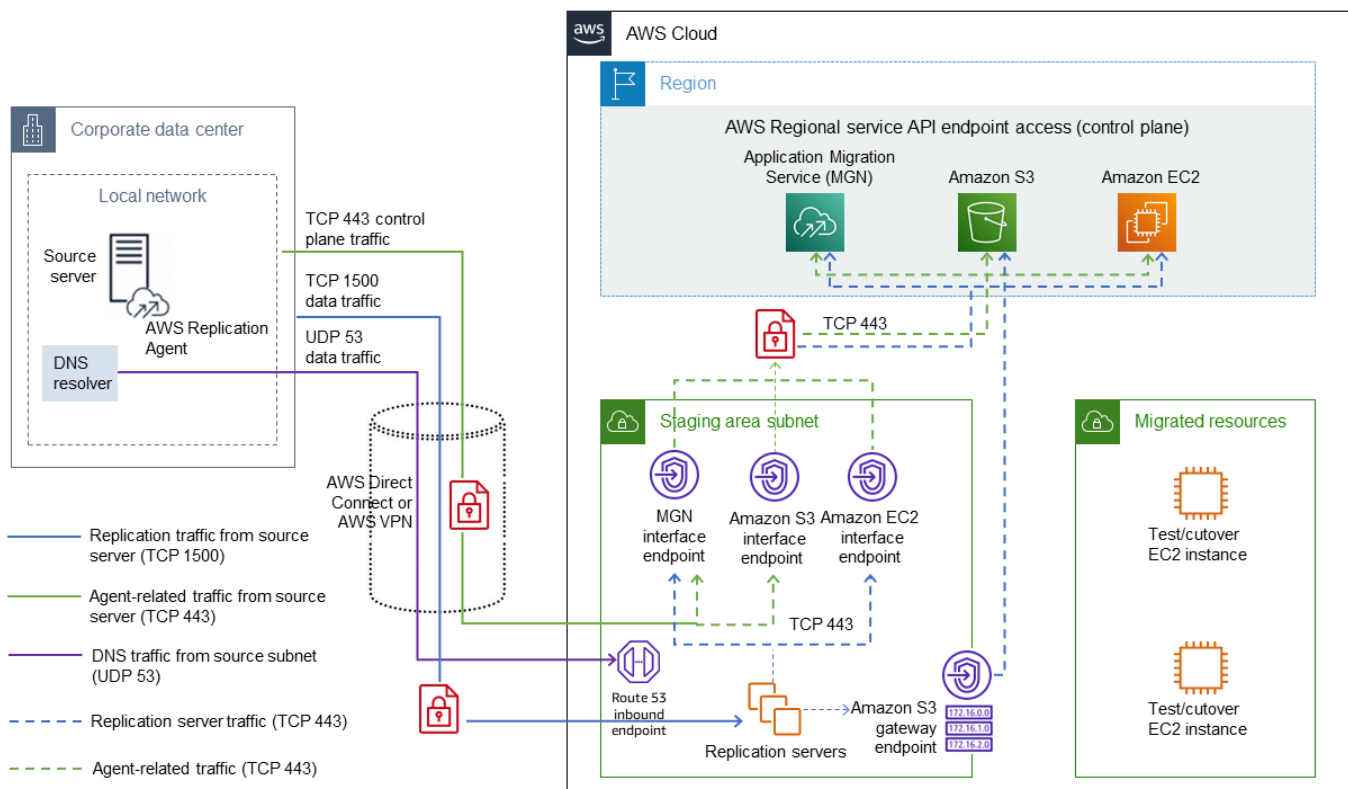 aws
AWS Cloud
Region
AWS Regional service API endpoint access (control plane)
Application Migration
Service (MGN)
Amazon S3
Amazon EC2
TCP 443
Corporate data center
Local network
Source
server
AWS Replication
Agent
DNS
resolver
TCP 443 control
plane traffic
TCP 1500
data traffic
UDP 53
data traffic
AWS Direct
Connect or
AWS VPN
Staging area subnet
MGN
interface
endpoint
Amazon S3
interface
endpoint
Amazon EC2
interface
endpoint
TCP 443
Route 53
inbound
endpoint
Replication servers
Amazon S3
gateway
endpoint
172.16.0.0
172.16.1.0
172.16.2.0
Migrated resources
Test/cutover
EC2 instance
Test/cutover
EC2 instance
Replication traffic from source
server (TCP 1500)
Agent-related traffic from source
server (TCP 443)
DNS traffic from source subnet
(UDP 53)
Replication server traffic (TCP 443)
Agent-related traffic (TCP 443)